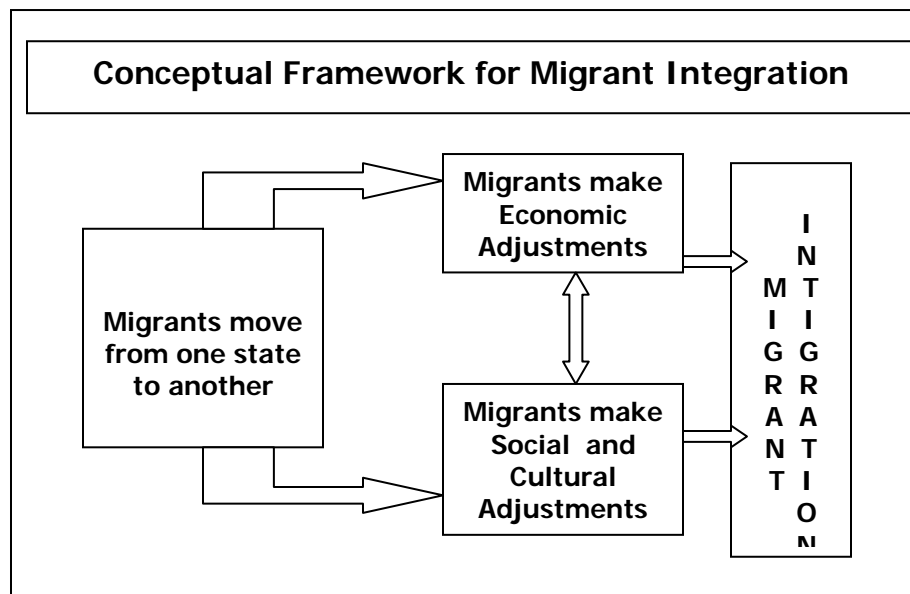 Conceptual Framework for Migrant Integration
Migrants move
from one state
to another
Migrants make
Economic
Adjustments
Migrants make
Social and
Cultural
Adjustments
MIGRANT
INTIGRATION